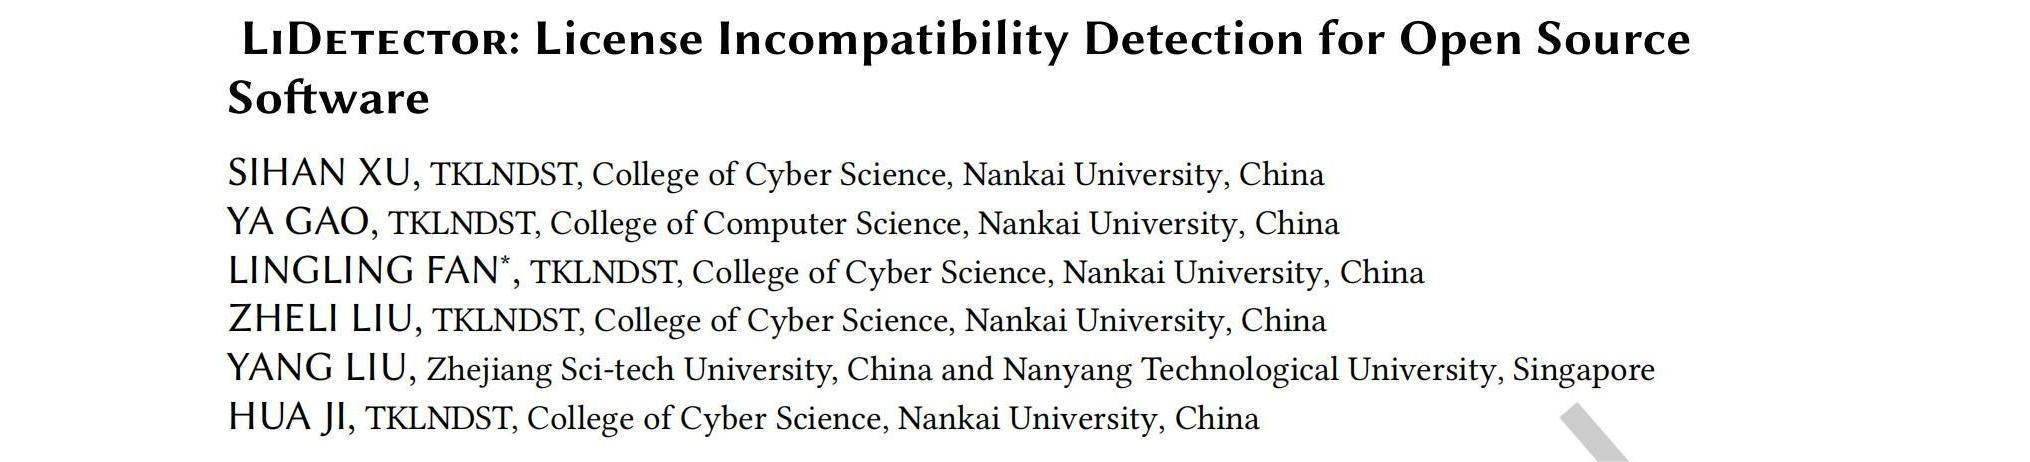 LiDetector: License Incompatibility Detection for Open Source
Software
SIHAN XU, TKLNDST, College of Cyber Science, Nankai University, China
YA GAO, TKLNDST, College of Computer Science, Nankai University, China
LINGLING FAN*, TKLNDST, College of Cyber Science, Nankai University, China
ZHELI LIU, TKLNDST, College of Cyber Science, Nankai University, China
YANG LIU, Zhejiang Sci-tech University, China and Nanyang Technological University, Singapore
HUA JI, TKLNDST, College of Cyber Science, Nankai University, China